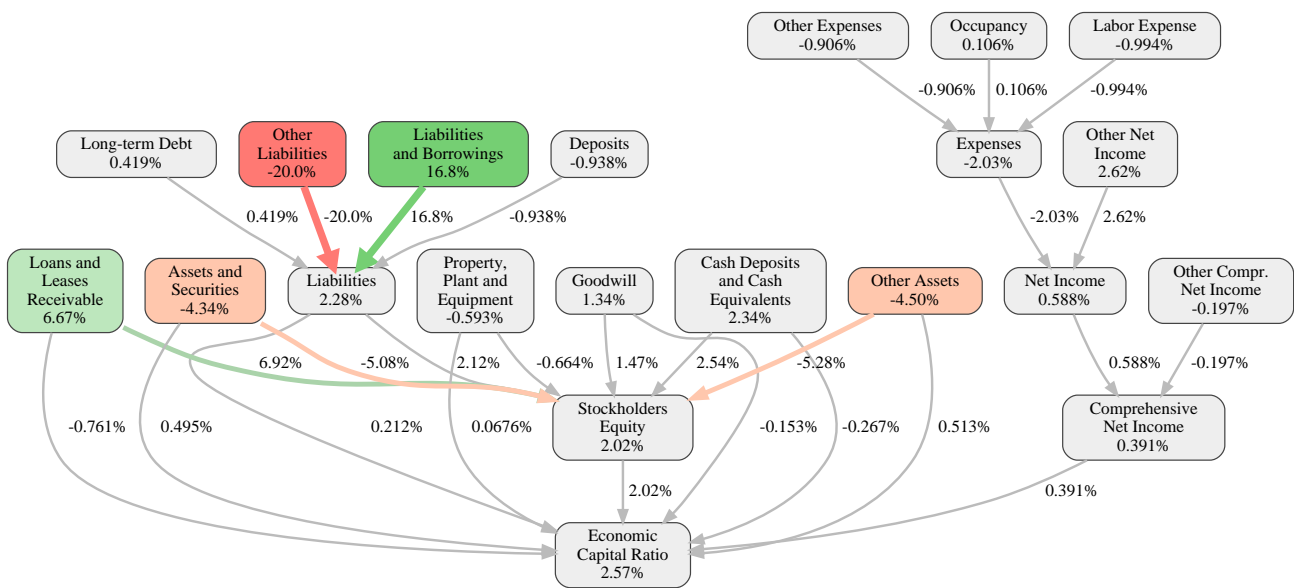 Other Expenses
-0.906%
Occupancy
0.106%
Labor Expense
-0.994%
-0.906%
0.106%
-0.994%
Long-term Debt
0.419%
Other
Liabilities
-20.0%
Liabilities
and Borrowings
16.8%
Deposits
-0.938%
Expenses
-2.03%
Other Net
Income
2.62%
0.419%
-20.0%
16.8%
-0.938%
-2.03%
2.62%
Loans and
Leases
Receivable
6.67%
Assets and
Securities
-4.34%
Liabilities
2.28%
Property,
Plant and
Equipment
-0.593%
Goodwill
1.34%
Cash Deposits
and Cash
Equivalents
2.34%
Other Assets
-4.50%
Net Income
0.588%
Other Compr.
Net Income
-0.197%
6.92%
-5.08%
2.12%
-0.664%
1.47%
2.54%
-5.28%
0.588%
-0.197%
Stockholders
Equity
2.02%
Comprehensive
Net Income
0.391%
-0.761%
0.495%
0.212%
0.0676%
-0.153%
-0.267%
0.513%
2.02%
0.391%
Economic
Capital Ratio
2.57%